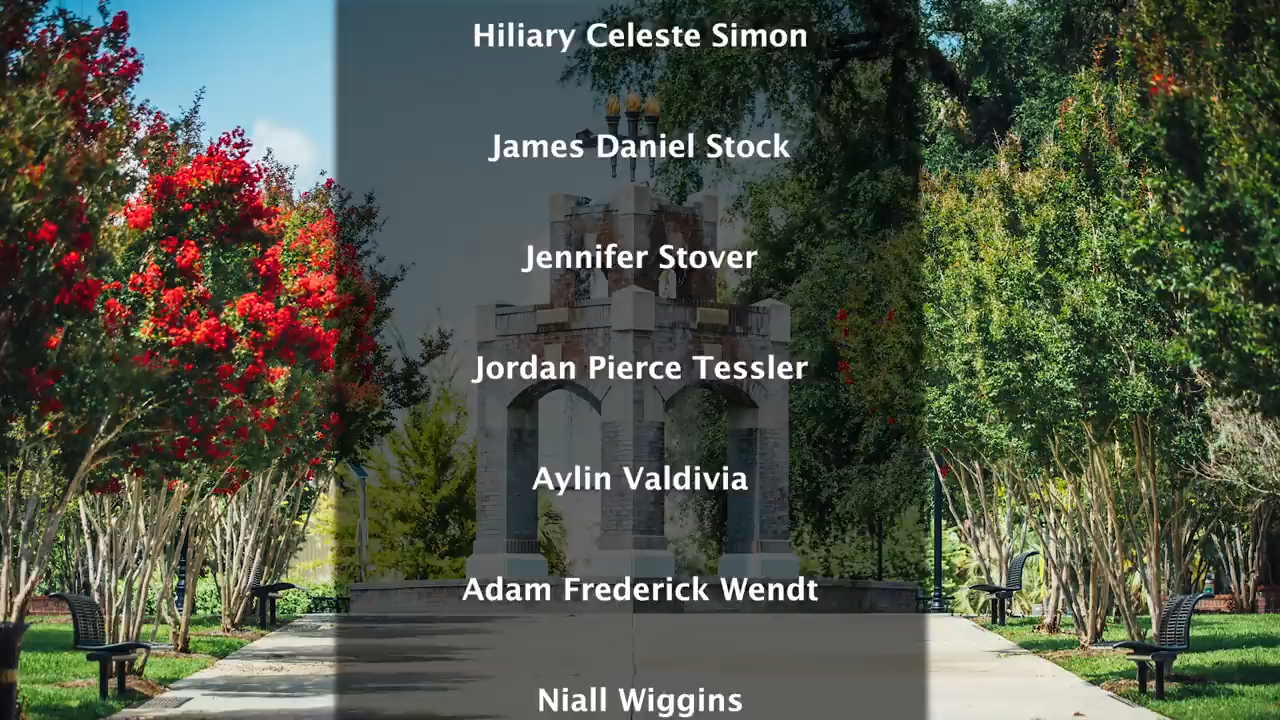 Hiliary Celeste Simon
James Daniel Stock
Jennifer Stover
Jordan Pierce Tessler
Aylin Valdivia
Adam Frederick Wendt
Niall Wiggins